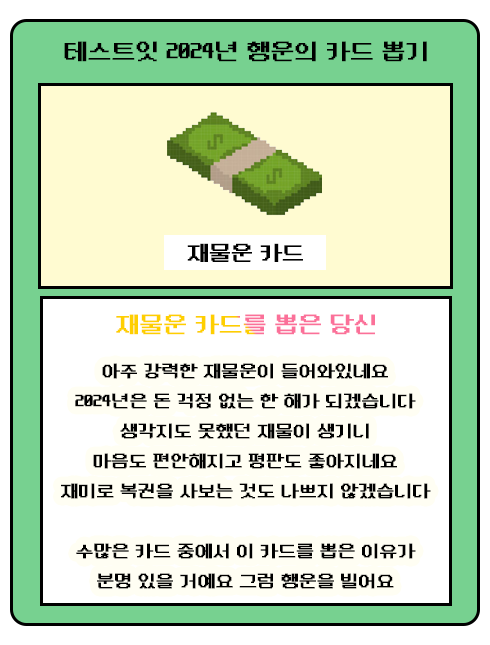 테스트잇 2024년 행운의 카드 뽑기
재물운 카드
재물운 카드를 뽑은 당신
아주 강력한 재물운이 들어와있네요
2024년은 돈 걱정 없는 한 해가 되겠습니다
생각지도 못했던 재물이 생기니
마음도 편안해지고 평판도 좋아지네요
재미로 복권을 사보는 것도 나쁘지 않겠습니다
수많은 카드 중에서 이 카드를 뽑은 이유가
분명 있을 거예요 그럼 행운을 빌어요